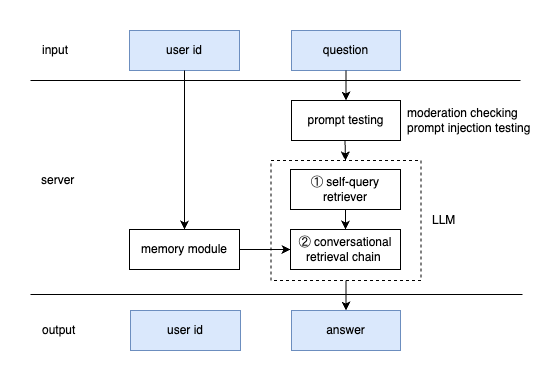 input
user id
question
prompt testing
moderation checking
prompt injection testing
server
① self-query
retriever
LLM
memory module
② conversational
retrieval chain
output
user id
answer